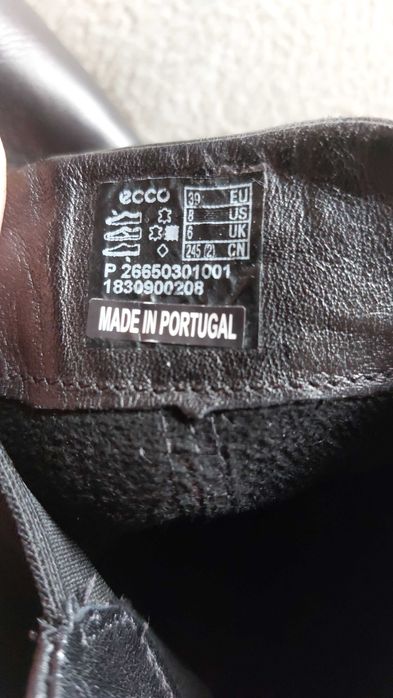 ecco
39 EU
8 US
6 UK
245 (2) CN
P 26650301001
1830900208
MADE IN PORTUGAL